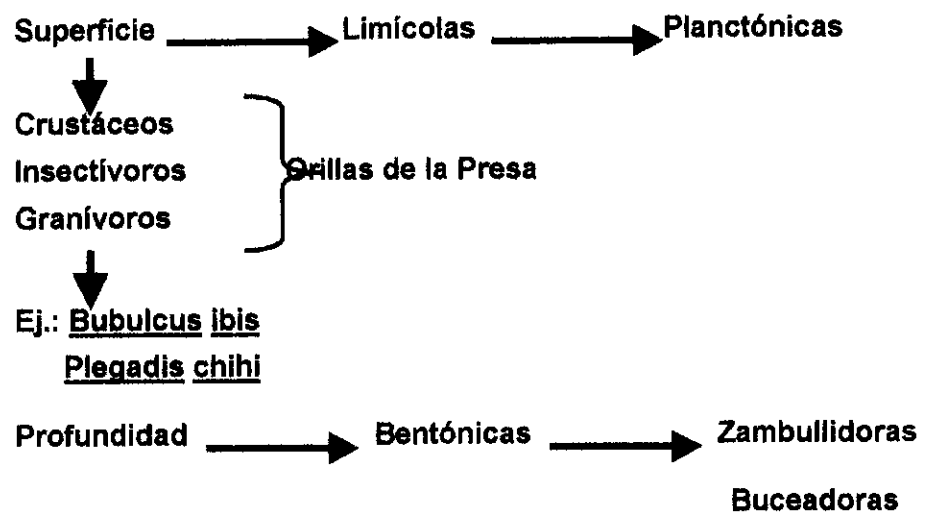 Superficie Limícolas Planctónicas
Crustáceos
Insectívoros
Orillas de la Presa
Granívoros
Ej.: Bubulcus ibis
Plegadis chihi
Profundidad Bentónicas Zambullidoras
Buceadoras